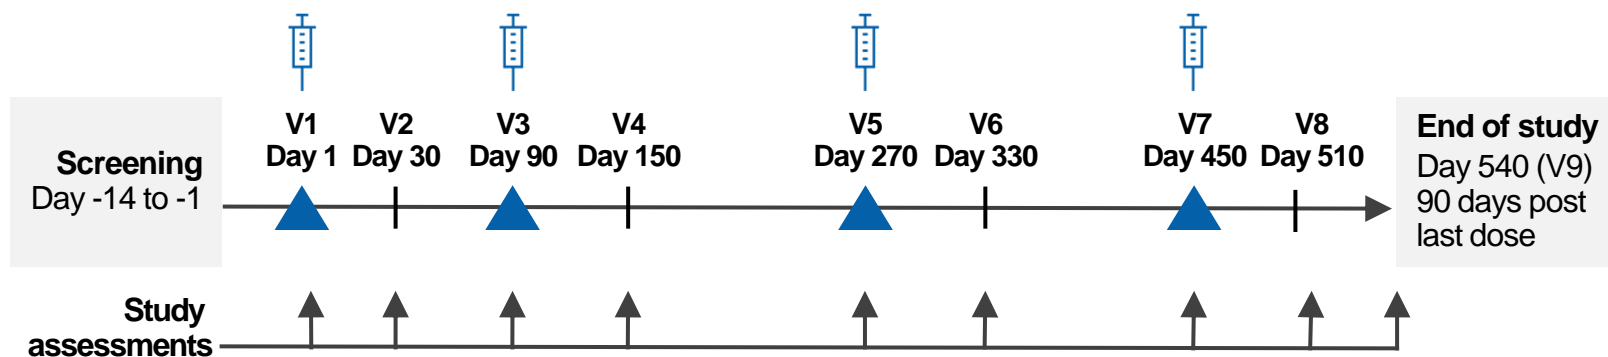 Screening
Day -14 to -1
V1
Day 1
V2
Day 30
V3
Day 90
V4
Day 150
V5
Day 270
V6
Day 330
V7
Day 450
V8
Day 510
End of study
Day 540 (V9)
90 days post
last dose
Study
assessments